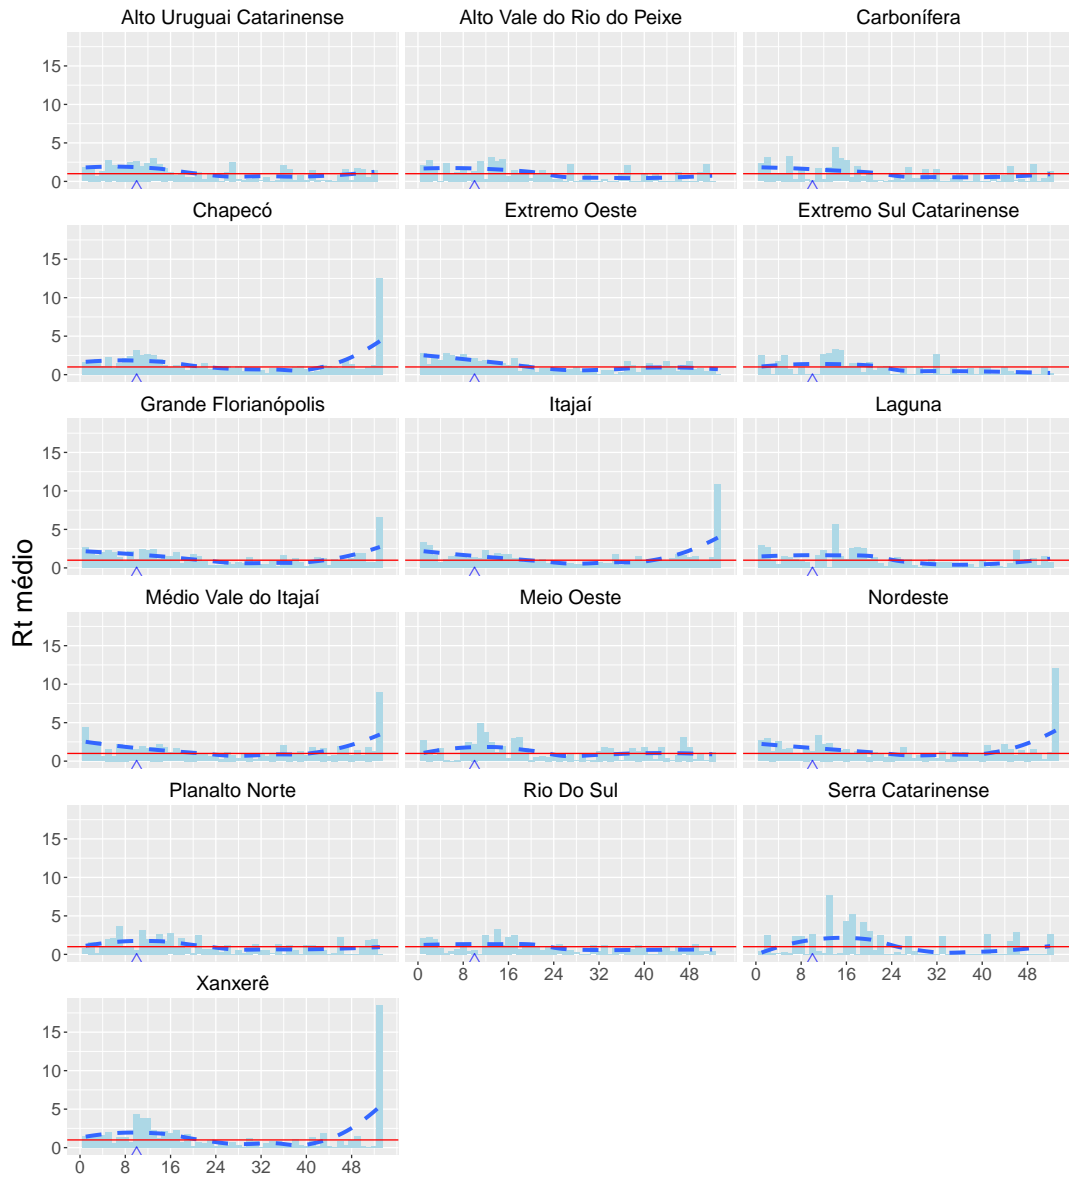 Alto Uruguai Catarinense Alto Vale do Rio do Peixe Carbonífera
15
10
5
0
Chapecó Extremo Oeste Extremo Sul Catarinense
15
10
5
0
Grande Florianópolis Itajaí Laguna
15
10
5
0
Rt médio
Médio Vale do Itajaí Meio Oeste Nordeste
15
10
5
0
Planalto Norte Rio Do Sul Serra Catarinense
15
10
5
0
0 8 16 24 32 40 48 0 8 16 24 32 40 48
Xanxerê
15
10
5
0
0 8 16 24 32 40 48